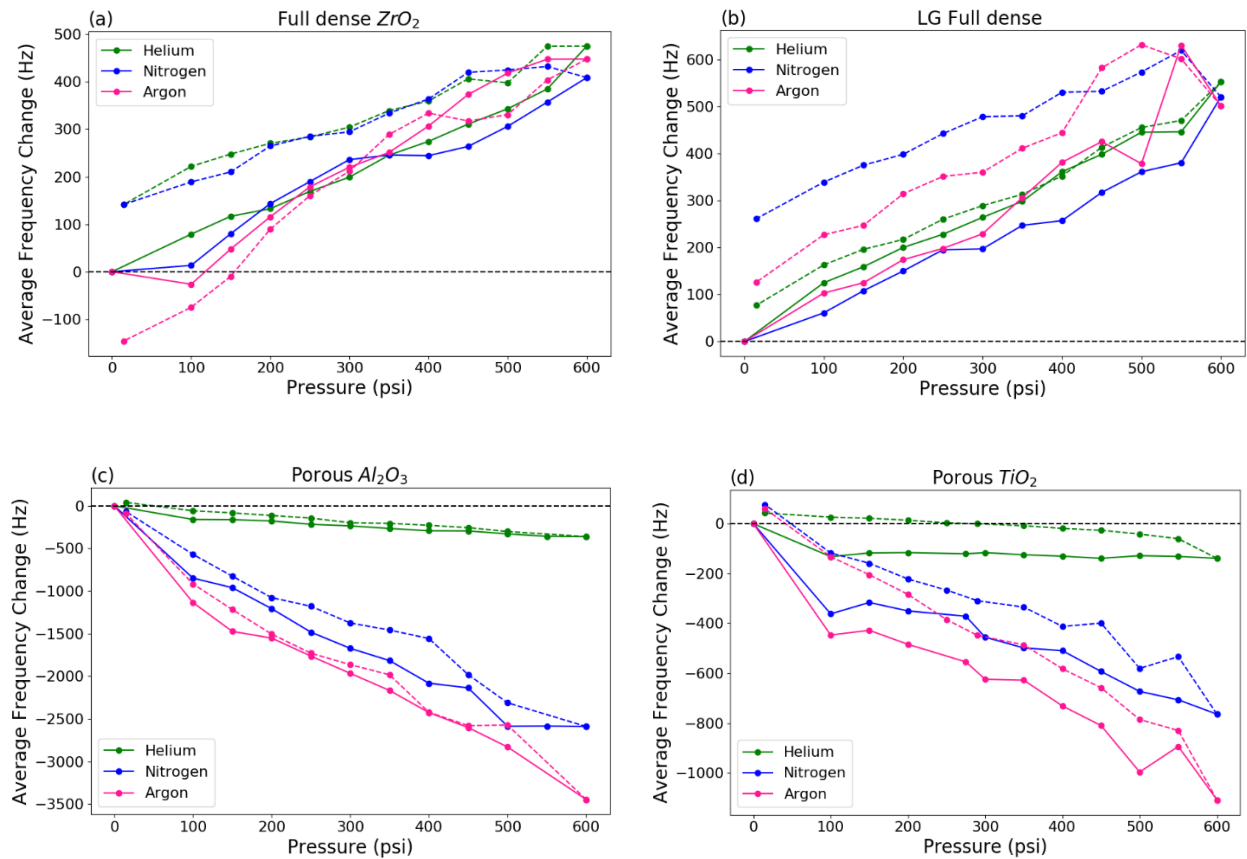 (a) Full dense ZrO₂
Average Frequency Change (Hz)
500
400
300
200
100
0
−100
Helium
Nitrogen
Argon
0 100 200 300 400 500 600
Pressure (psi)
(b) LG Full dense
Average Frequency Change (Hz)
600
500
400
300
200
100
0
Helium
Nitrogen
Argon
0 100 200 300 400 500 600
Pressure (psi)
(c) Porous Al₂O₃
Average Frequency Change (Hz)
0
−500
−1000
−1500
−2000
−2500
−3000
−3500
Helium
Nitrogen
Argon
0 100 200 300 400 500 600
Pressure (psi)
(d) Porous TiO₂
Average Frequency Change (Hz)
0
−200
−400
−600
−800
−1000
Helium
Nitrogen
Argon
0 100 200 300 400 500 600
Pressure (psi)